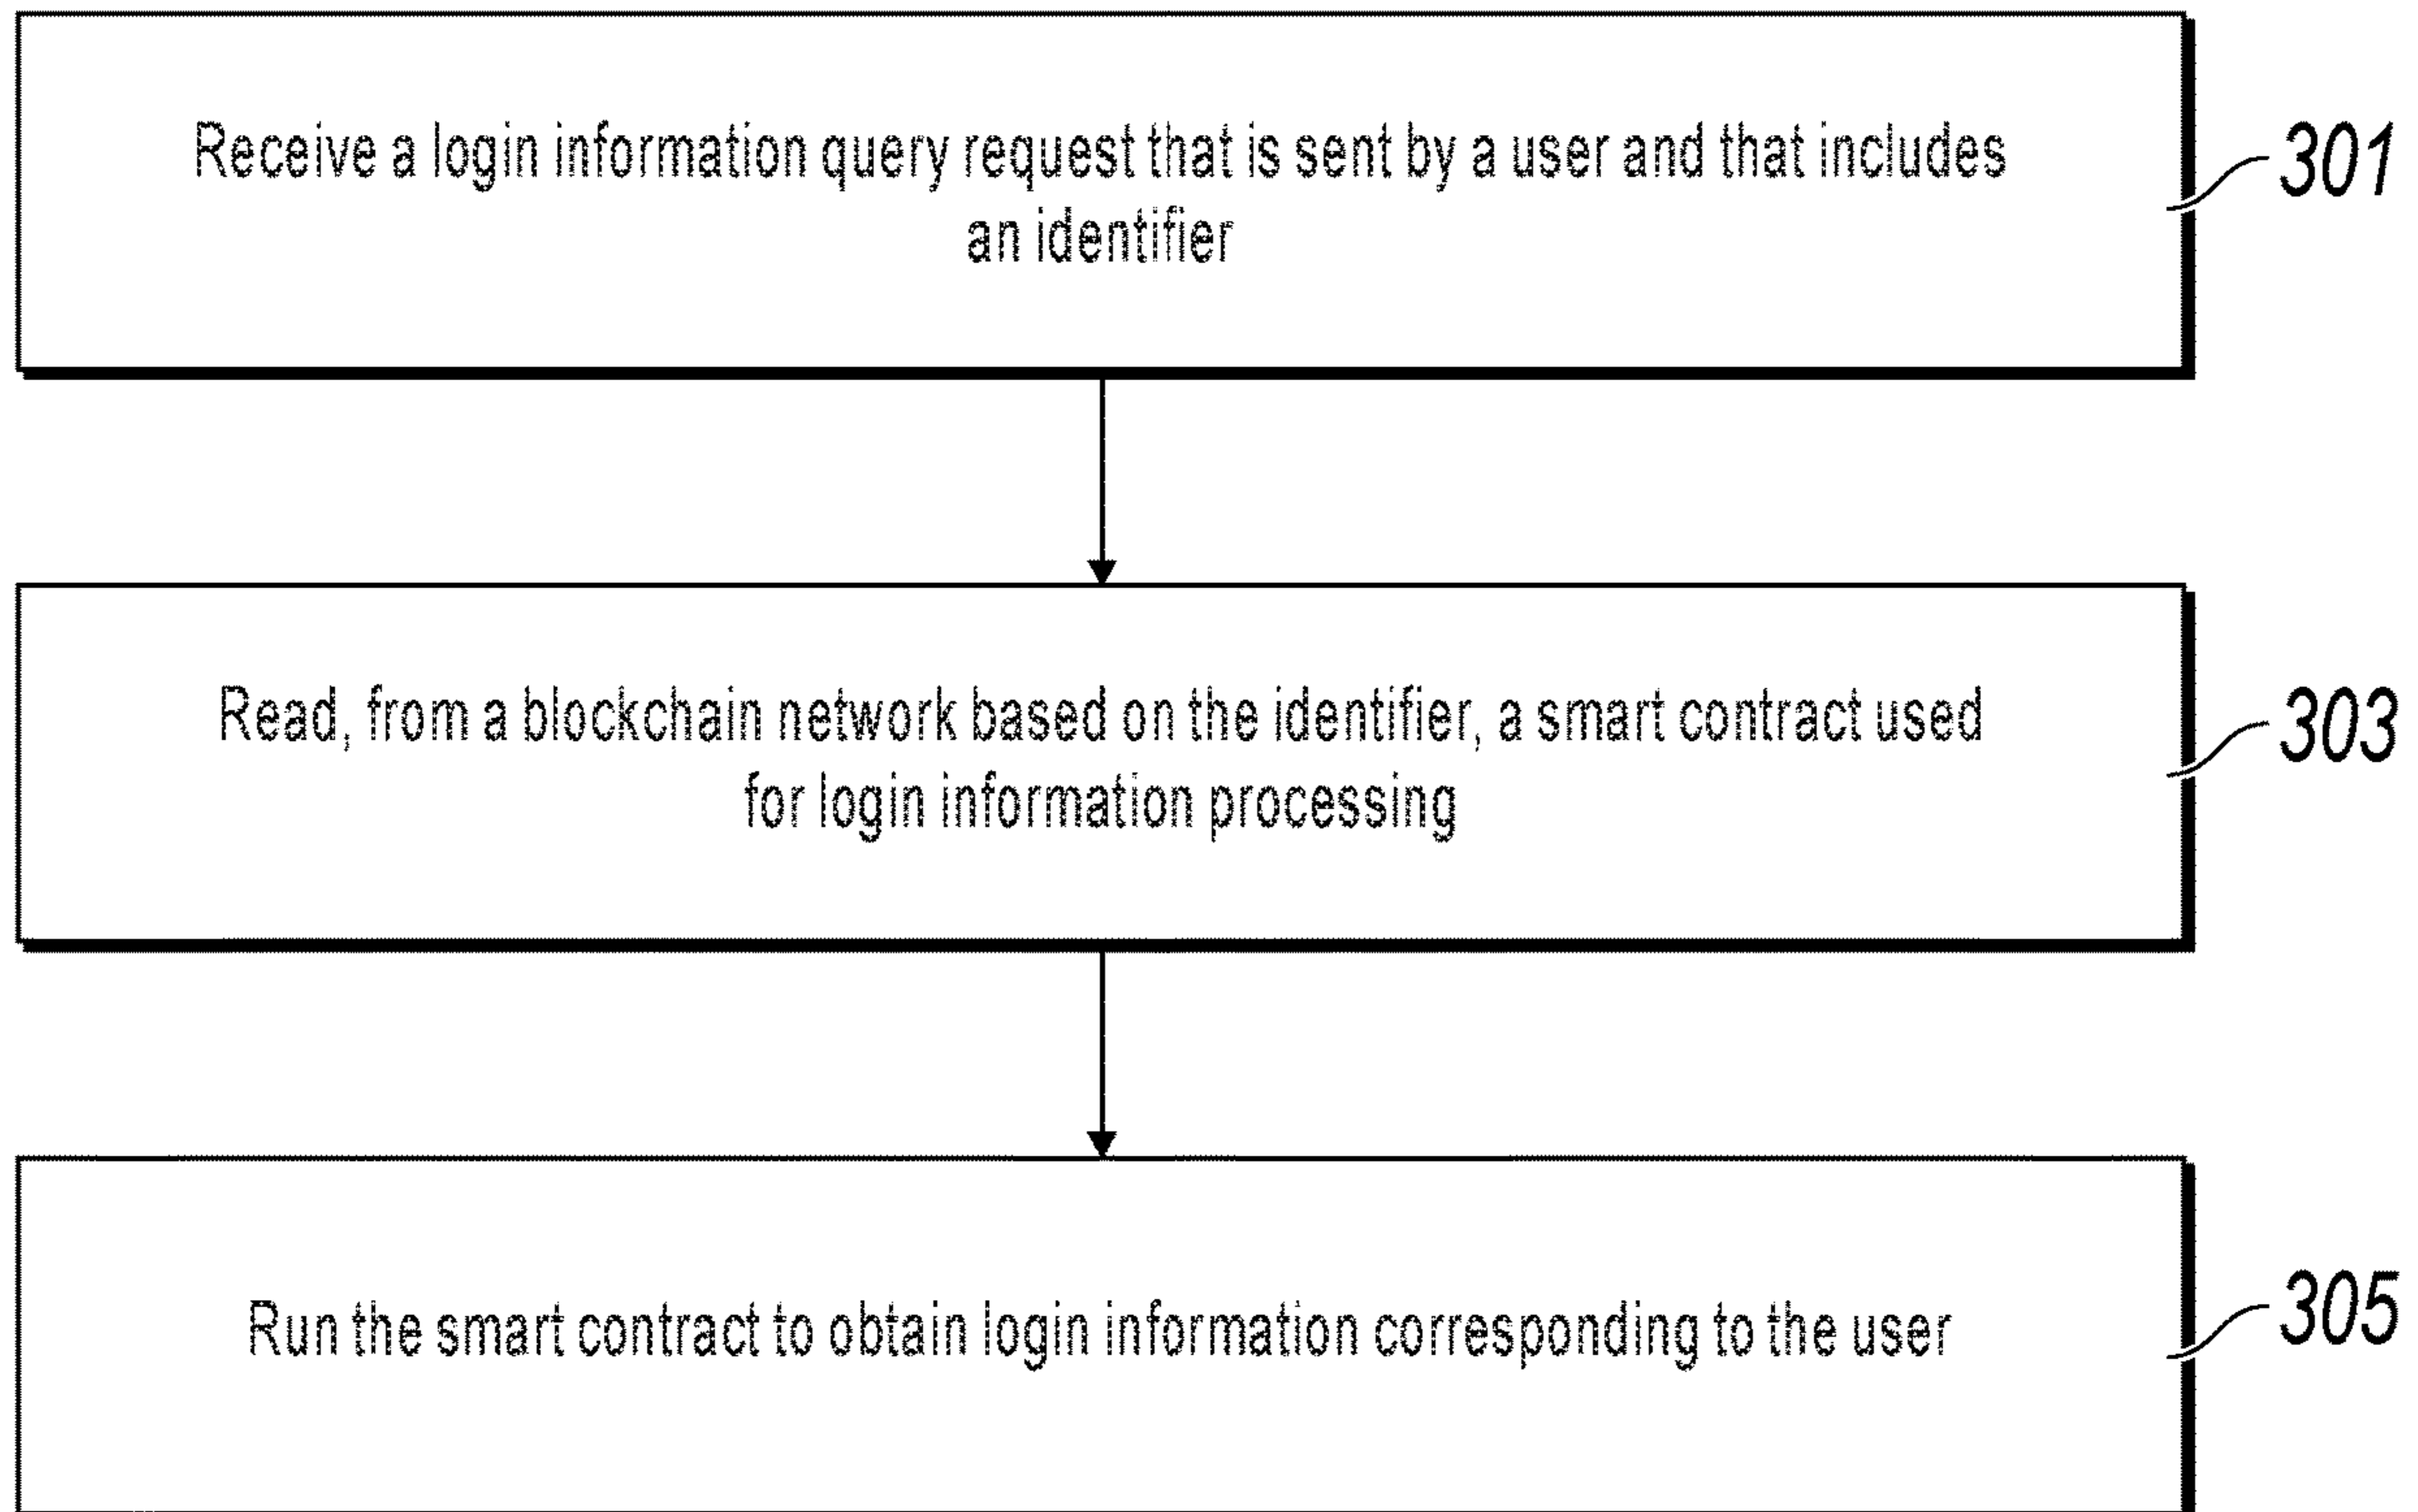 Receive a login information query request that is sent by a user and that includes
an identifier
301
Read, from a blockchain network based on the identifier, a smart contract used
for login information processing
303
Run the smart contract to obtain login information corresponding to the user
305